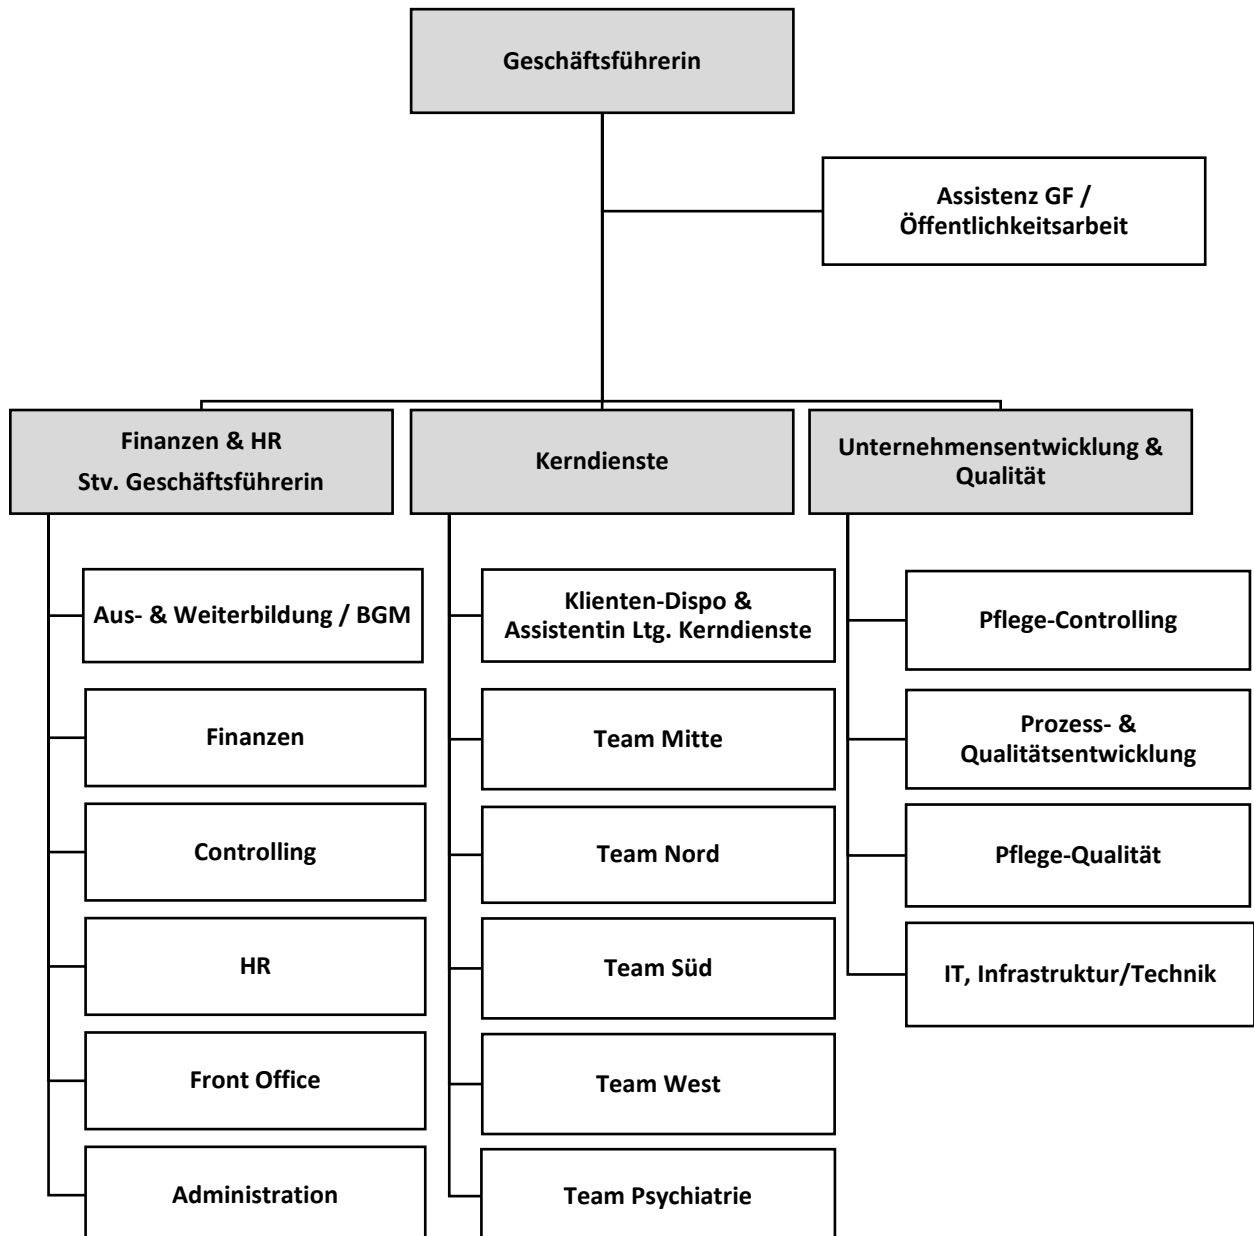 Geschäftsführerin
Assistenz GF /
Öffentlichkeitsarbeit
Finanzen & HR
Stv. Geschäftsführerin
Kerndienste
Unternehmensentwicklung &
Qualität
Aus- & Weiterbildung / BGM
Finanzen
Controlling
HR
Front Office
Administration
Klienten-Dispo &
Assistentin Ltg. Kerndienste
Team Mitte
Team Nord
Team Süd
Team West
Team Psychiatrie
Pflege-Controlling
Prozess- &
Qualitätsentwicklung
Pflege-Qualität
IT, Infrastruktur/Technik